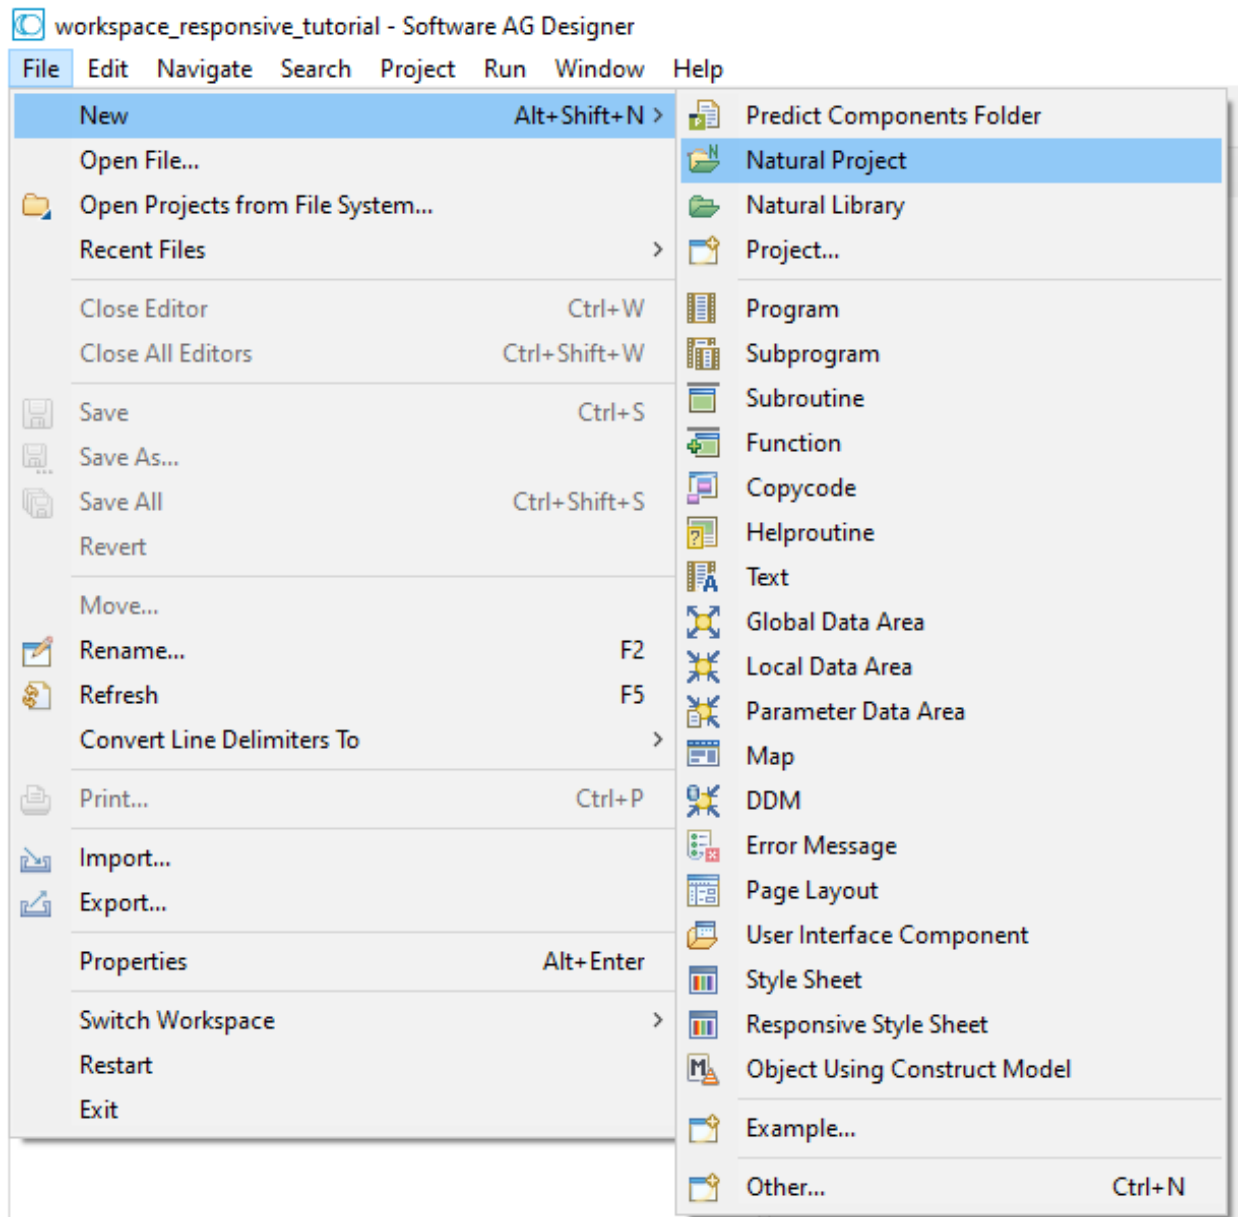 workspace_responsive_tutorial - Software AG Designer
File Edit Navigate Search Project Run Window Help
New Alt+Shift+N >
Open File...
Open Projects from File System...
Recent Files >
Close Editor Ctrl+W
Close All Editors Ctrl+Shift+W
Save Ctrl+S
Save As...
Save All Ctrl+Shift+S
Revert
Move...
Rename... F2
Refresh F5
Convert Line Delimiters To >
Print... Ctrl+P
Import...
Export...
Properties Alt+Enter
Switch Workspace >
Restart
Exit
Predict Components Folder
Natural Project
Natural Library
Project...
Program
Subprogram
Subroutine
Function
Copycode
Helproutine
Text
Global Data Area
Local Data Area
Parameter Data Area
Map
DDM
Error Message
Page Layout
User Interface Component
Style Sheet
Responsive Style Sheet
Object Using Construct Model
Example...
Other... Ctrl+N